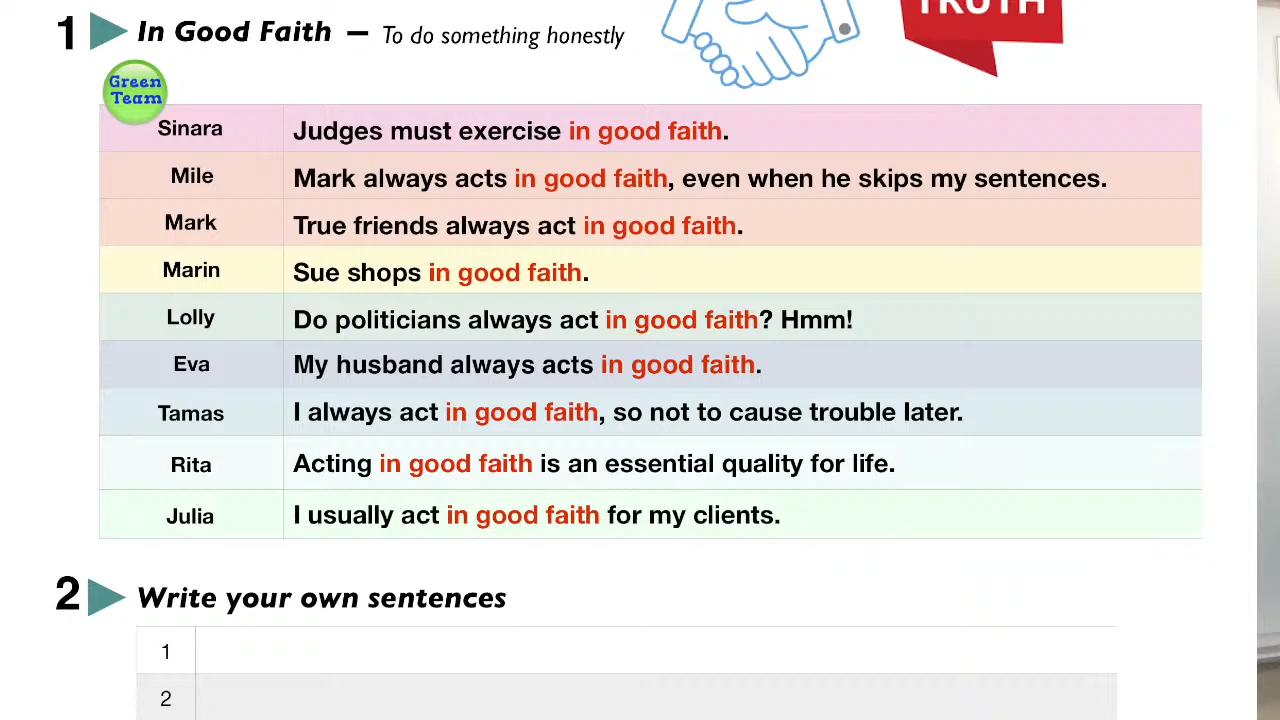 TRUTH
1 In Good Faith – To do something honestly
Green
Team
Sinara Judges must exercise in good faith.
Mile Mark always acts in good faith, even when he skips my sentences.
Mark True friends always act in good faith.
Marin Sue shops in good faith.
Lolly Do politicians always act in good faith? Hmm!
Eva My husband always acts in good faith.
Tamas I always act in good faith, so not to cause trouble later.
Rita Acting in good faith is an essential quality for life.
Julia I usually act in good faith for my clients.
2 Write your own sentences
1
2